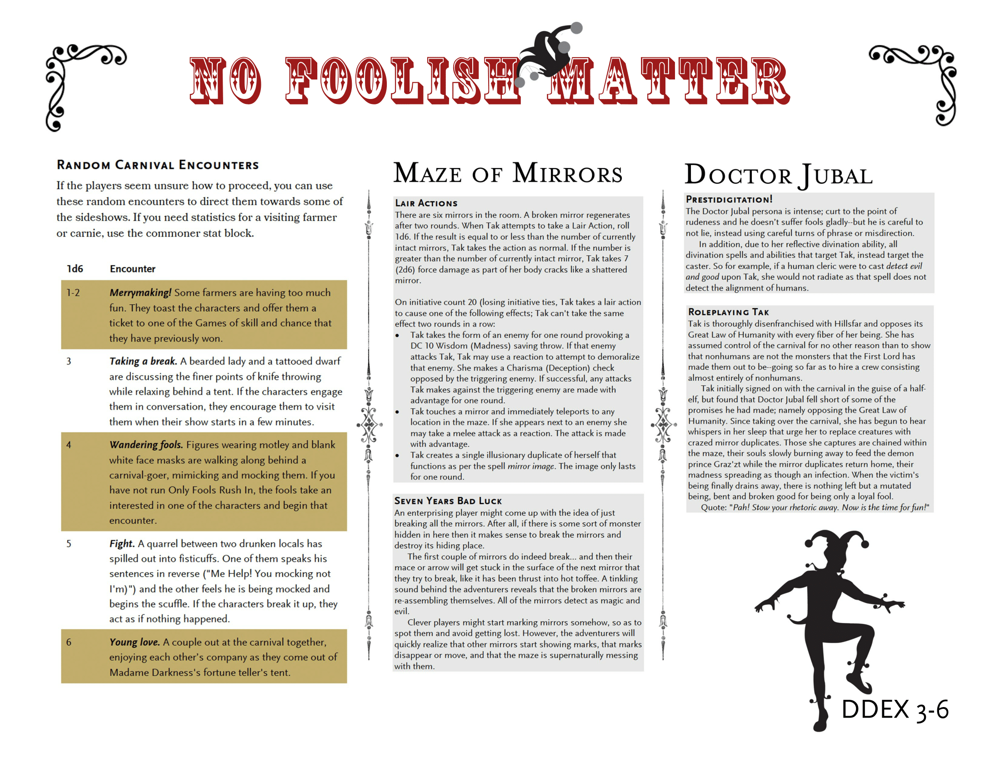 NO FOOLISH MATTER
RANDOM CARNIVAL ENCOUNTERS
If the players seem unsure how to proceed, you can use
these random encounters to direct them towards some of
the sideshows. If you need statistics for a visiting farmer
or carnie, use the commoner stat block.
1d6 Encounter
1-2 Merrymaking! Some farmers are having too much
fun. They toast the characters and offer them a
ticket to one of the Games of skill and chance that
they have previously won.
3 Taking a break. A bearded lady and a tattooed dwarf
are discussing the finer points of knife throwing
while relaxing behind a tent. If the characters engage
them in conversation, they encourage them to visit
them when their show starts in a few minutes.
4 Wandering fools. Figures wearing motley and blank
white face masks are walking along behind a
carnival-goer, mimicking and mocking them. If you
have not run Only Fools Rush In, the fools take an
interested in one of the characters and begin that
encounter.
5 Fight. A quarrel between two drunken locals has
spilled out into fisticuffs. One of them speaks his
sentences in reverse ("Me Help! You mocking not
I'm)") and the other feels he is being mocked and
begins the scuffle. If the characters break it up, they
act as if nothing happened.
6 Young love. A couple out at the carnival together,
enjoying each other's company as they come out of
Madame Darkness's fortune teller's tent.
MAZE OF MIRRORS
LAIR ACTIONS
There are six mirrors in the room. A broken mirror regenerates
after two rounds. When Tak attempts to take a Lair Action, roll
1d6. If the result is equal to or less than the number of currently
intact mirrors, Tak takes the action as normal. If the number is
greater than the number of currently intact mirror, Tak takes 7
(2d6) force damage as part of her body cracks like a shattered
mirror.
On initiative count 20 (losing initiative ties, Tak takes a lair action
to cause one of the following effects; Tak can't take the same
effect two rounds in a row:
• Tak takes the form of an enemy for one round provoking a
DC 10 Wisdom (Madness) saving throw. If that enemy
attacks Tak, Tak may use a reaction to attempt to demoralize
that enemy. She makes a Charisma (Deception) check
opposed by the triggering enemy. If successful, any attacks
Tak makes against the triggering enemy are made with
advantage for one round.
• Tak touches a mirror and immediately teleports to any
location in the maze. If she appears next to an enemy she
may take a melee attack as a reaction. The attack is made
with advantage.
• Tak creates a single illusionary duplicate of herself that
functions as per the spell mirror image. The image only lasts
for one round.
SEVEN YEARS BAD LUCK
An enterprising player might come up with the idea of just
breaking all the mirrors. After all, if there is some sort of monster
hidden in here then it makes sense to break the mirrors and
destroy its hiding place.
The first couple of mirrors do indeed break... and then their
mace or arrow will get stuck in the surface of the next mirror that
they try to break, like it has been thrust into hot toffee. A tinkling
sound behind the adventurers reveals that the broken mirrors are
re-assembling themselves. All of the mirrors detect as magic and
evil.
Clever players might start marking mirrors somehow, so as to
spot them and avoid getting lost. However, the adventurers will
quickly realize that other mirrors start showing marks, that marks
disappear or move, and that the maze is supernaturally messing
with them.
DOCTOR JUBAL
PRESTIDIGITATION!
The Doctor Jubal persona is intense; curt to the point of
rudeness and he doesn't suffer fools gladly--but he is careful to
not lie, instead using careful turns of phrase or misdirection.
In addition, due to her reflective divination ability, all
divination spells and abilities that target Tak, instead target the
caster. So for example, if a human cleric were to cast detect evil
and good upon Tak, she would not radiate as that spell does not
detect the alignment of humans.
ROLEPLAYING TAK
Tak is thoroughly disenfranchised with Hillsfar and opposes its
Great Law of Humanity with every fiber of her being. She has
assumed control of the carnival for no other reason than to show
that nonhumans are not the monsters that the First Lord has
made them out to be--going so far as to hire a crew consisting
almost entirely of nonhumans.
Tak initially signed on with the carnival in the guise of a half-
elf, but found that Doctor Jubal fell short of some of the
promises he had made; namely opposing the Great Law of
Humanity. Since taking over the carnival, she has begun to hear
whispers in her sleep that urge her to replace creatures with
crazed mirror duplicates. Those she captures are chained within
the maze, their souls slowly burning away to feed the demon
prince Graz'zt while the mirror duplicates return home, their
madness spreading as though an infection. When the victim's
being finally drains away, there is nothing left but a mutated
being, bent and broken good for being only a loyal fool.
Quote: "Pah! Stow your rhetoric away. Now is the time for fun!"
DDEX 3-6